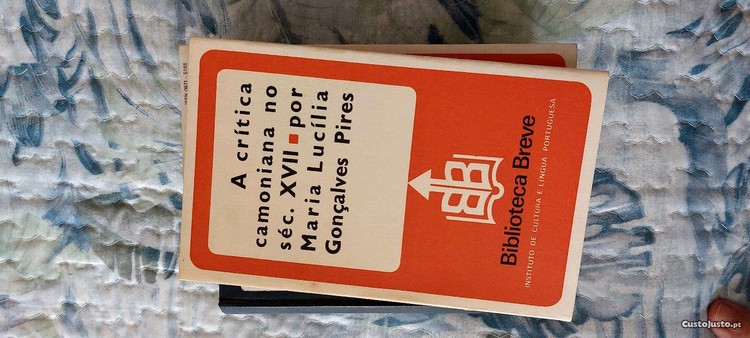 A crítica
camoniana no
séc. XVII ▪ por
Maria Lucília
Gonçalves Pires
BB
Biblioteca Breve
INSTITUTO DE CULTURA E LÍNGUA PORTUGUESA
CustoJusto.pt